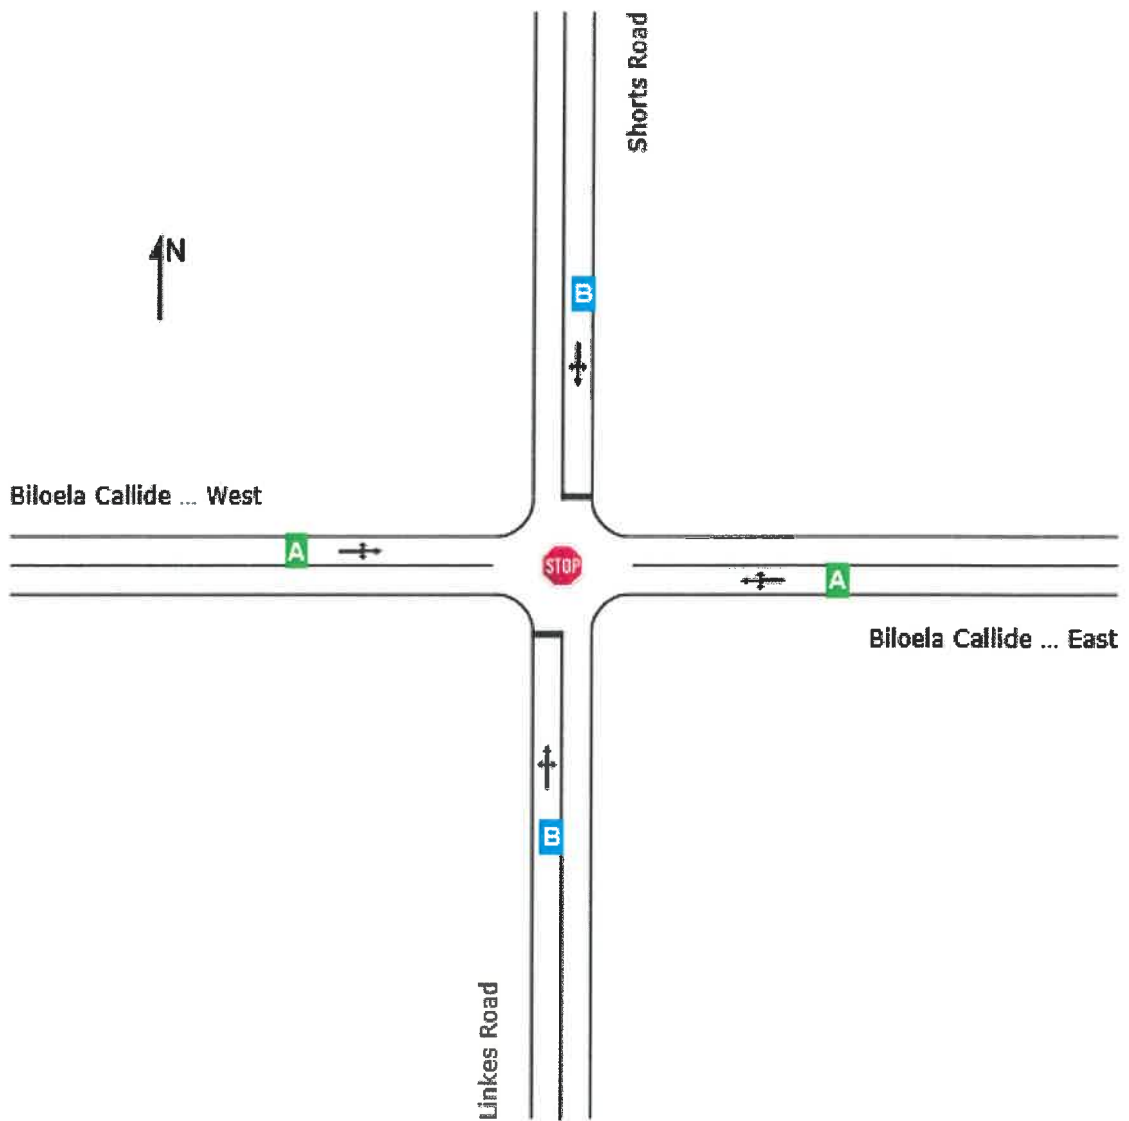 Shorts Road
N
B
Biloela Callide ... West
A
STOP
A
Biloela Callide ... East
B
Linkes Road